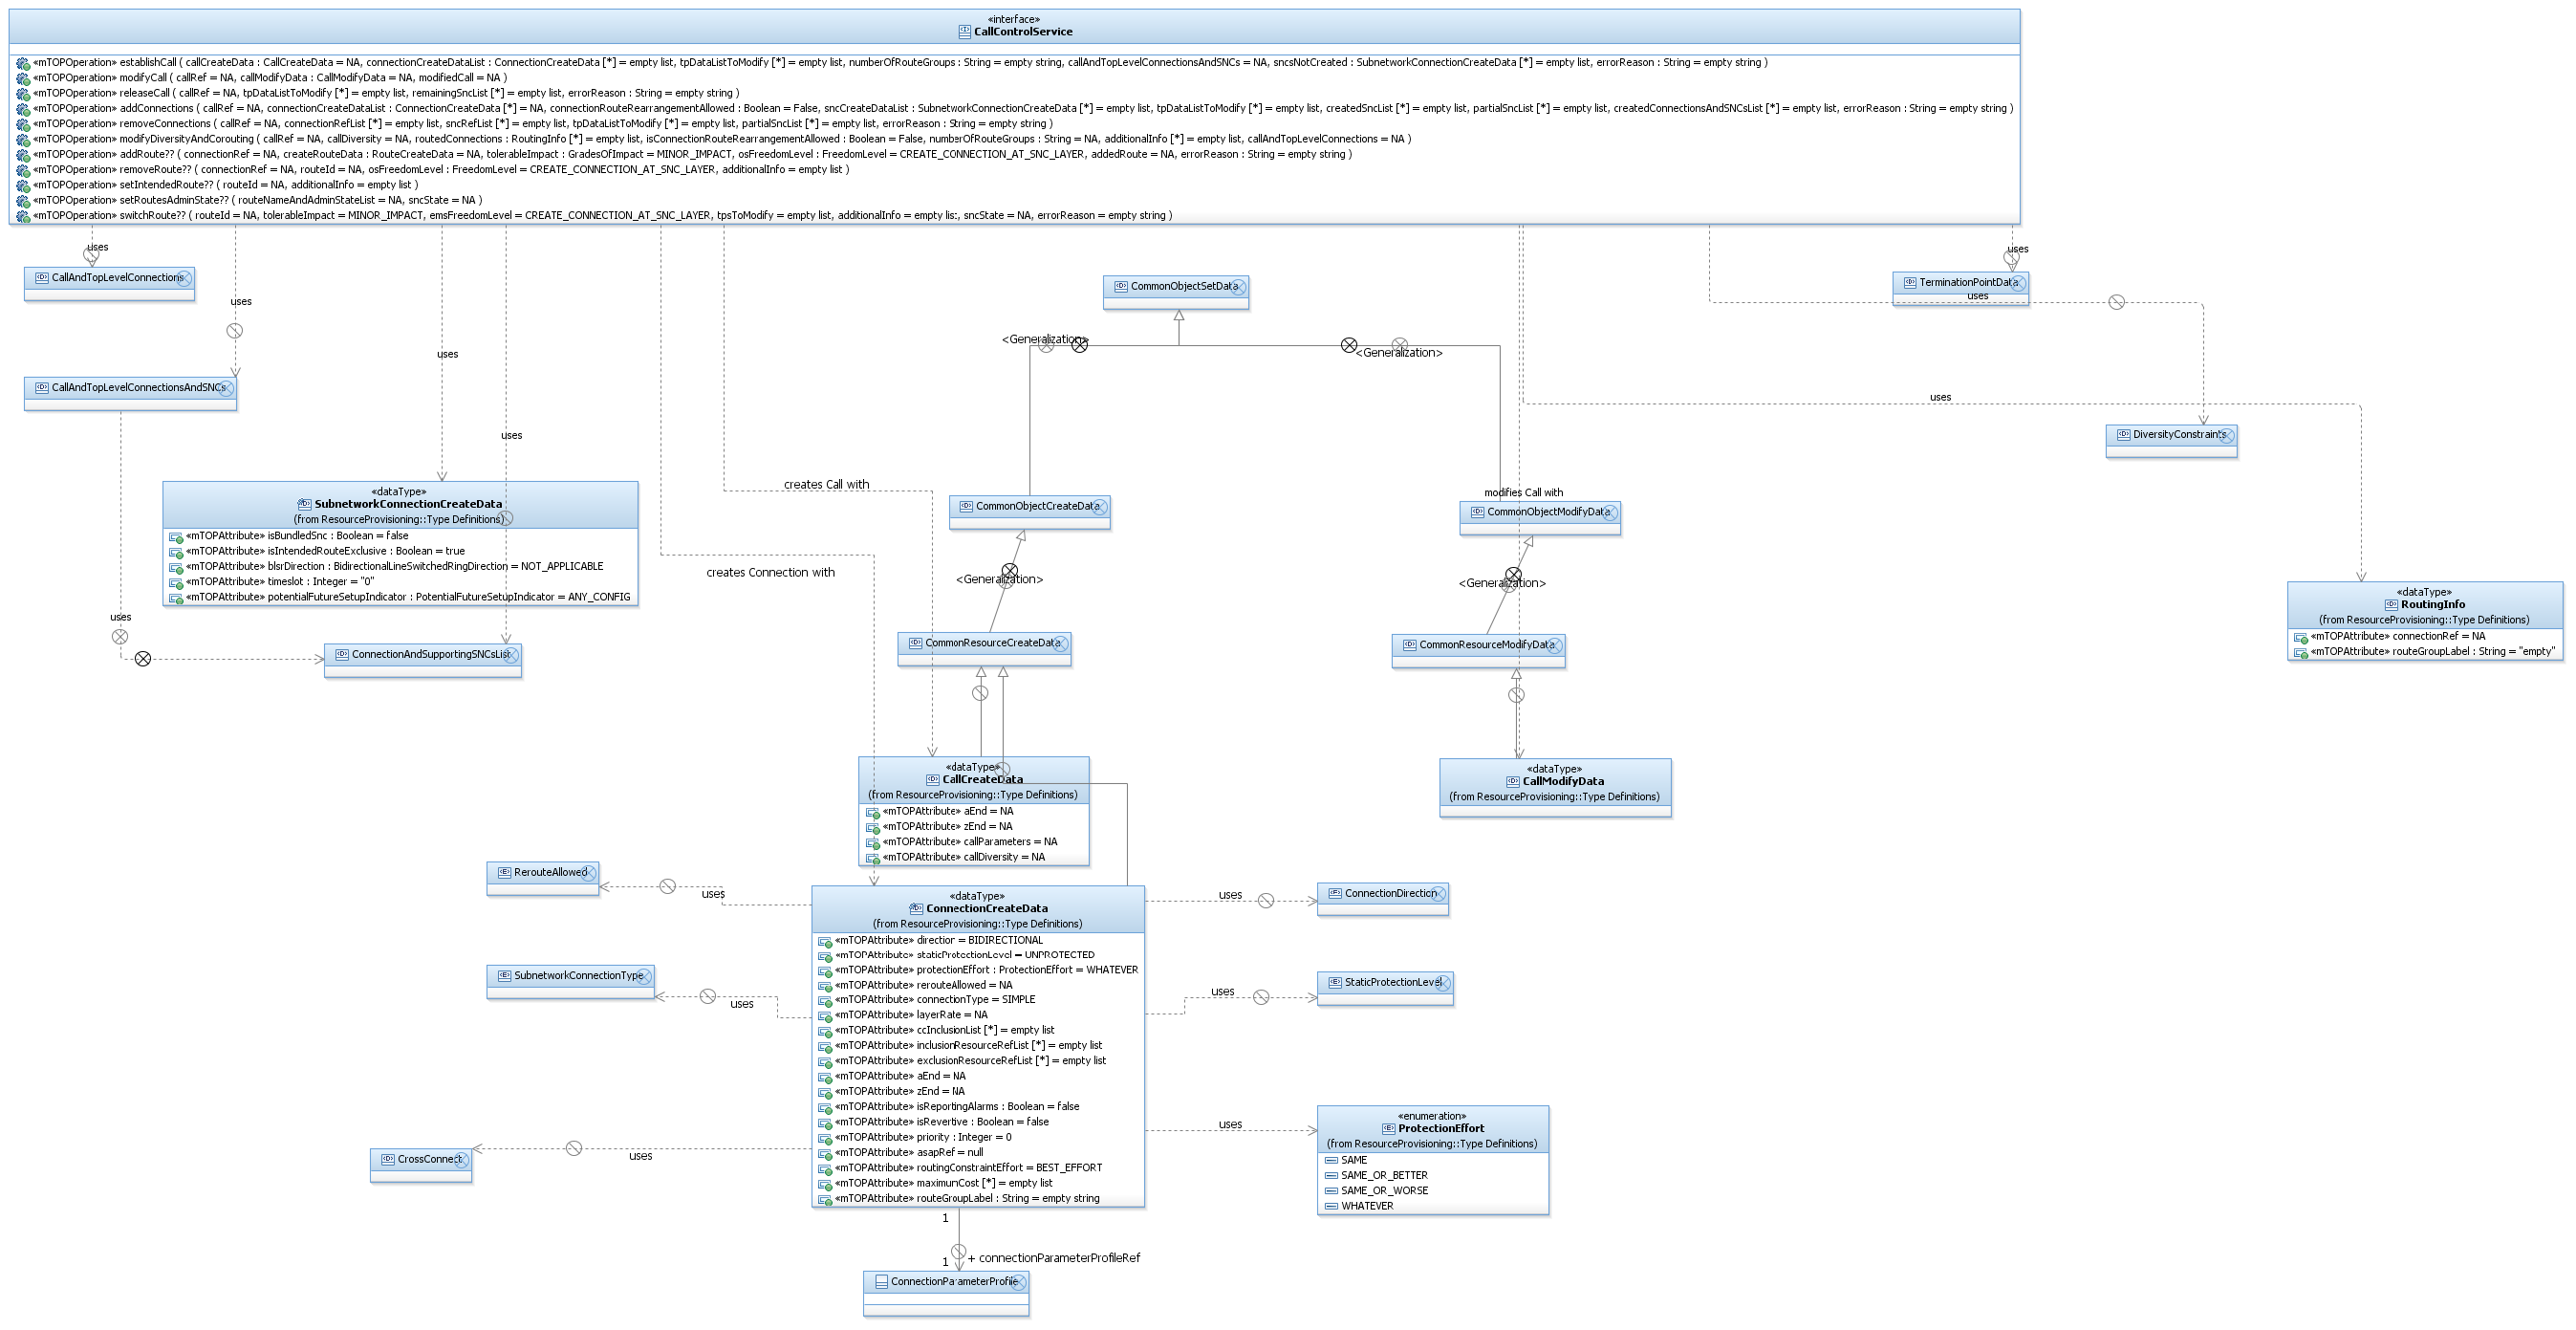 «interface»
CallControlService
«mTOPOperation» establishCall ( callCreateData : CallCreateData = NA, connectionCreateDataList : ConnectionCreateData [*] = empty list, tpDataListToModify [*] = empty list, numberOfRouteGroups : String = empty string, callAndTopLevelConnectionsAndSNCs = NA, sncsNotCreated : SubnetworkConnectionCreateData [*] = empty list, errorReason : String = empty string )
«mTOPOperation» modifyCall ( callRef = NA, callModifyData : CallModifyData = NA, modifiedCall = NA )
«mTOPOperation» releaseCall ( callRef = NA, tpDataListToModify [*] = empty list, remainingSncList [*] = empty list, errorReason : String = empty string )
«mTOPOperation» addConnections ( callRef = NA, connectionCreateDataList : ConnectionCreateData [*] = NA, connectionRouteRearrangementAllowed : Boolean = False, sncCreateDataList : SubnetworkConnectionCreateData [*] = empty list, tpDataListToModify [*] = empty list, createdSncList [*] = empty list, partialSncList [*] = empty list, createdConnectionsAndSNCsList [*] = empty list, errorReason : String = empty string )
«mTOPOperation» removeConnections ( callRef = NA, connectionRefList [*] = empty list, sncRefList [*] = empty list, tpDataListToModify [*] = empty list, partialSncList [*] = empty list, errorReason : String = empty string )
«mTOPOperation» modifyDiversityAndCorouting ( callRef = NA, callDiversity = NA, routedConnections : RoutingInfo [*] = empty list, isConnectionRouteRearrangementAllowed : Boolean = False, numberOfRouteGroups : String = NA, additionalInfo [*] = empty list, callAndTopLevelConnections = NA )
«mTOPOperation» addRoute?? ( connectionRef = NA, createRouteData : RouteCreateData = NA, tolerableImpact : GradesOfImpact = MINOR_IMPACT, osFreedomLevel : FreedomLevel = CREATE_CONNECTION_AT_SNC_LAYER, addedRoute = NA, errorReason : String = empty string )
«mTOPOperation» removeRoute?? ( connectionRef = NA, routeId = NA, osFreedomLevel : FreedomLevel = CREATE_CONNECTION_AT_SNC_LAYER, additionalInfo = empty list )
«mTOPOperation» setIntendedRoute?? ( routeId = NA, additionalInfo = empty list )
«mTOPOperation» setRoutesAdminState?? ( routeNameAndAdminStateList = NA, sncState = NA )
«mTOPOperation» switchRoute?? ( routeId = NA, tolerableImpact = MINOR_IMPACT, emsFreedomLevel = CREATE_CONNECTION_AT_SNC_LAYER, tpsToModify = empty list, additionalInfo = empty list, sncState = NA, errorReason = empty string )
uses
uses
CallAndTopLevelConnections
CommonObjectSetData
TerminationPointData
uses
uses
<Generalization>
<Generalization>
uses
CallAndTopLevelConnectionsAndSNCs
uses
uses
DiversityConstraints
creates Call with
modifies Call with
«dataType»
SubnetworkConnectionCreateData
(from ResourceProvisioning::Type Definitions)
«mTOPAttribute» isBundledSnc : Boolean = false
«mTOPAttribute» isIntendedRouteExclusive : Boolean = true
«mTOPAttribute» blsrDirection : BidirectionalLineSwitchedRingDirection = NOT_APPLICABLE
«mTOPAttribute» timeslot : Integer = "0"
«mTOPAttribute» potentialFutureSetupIndicator : PotentialFutureSetupIndicator = ANY_CONFIG
CommonObjectCreateData
CommonObjectModifyData
creates Connection with
<Generalization>
<Generalization>
«dataType»
RoutingInfo
(from ResourceProvisioning::Type Definitions)
«mTOPAttribute» connectionRef = NA
«mTOPAttribute» routeGroupLabel : String = "empty"
uses
ConnectionAndSupportingSNCsList
CommonResourceCreateData
CommonResourceModifyData
«dataType»
CallCreateData
(from ResourceProvisioning::Type Definitions)
«mTOPAttribute» aEnd = NA
«mTOPAttribute» zEnd = NA
«mTOPAttribute» callParameters = NA
«mTOPAttribute» callDiversity = NA
«dataType»
CallModifyData
(from ResourceProvisioning::Type Definitions)
RerouteAllowed
uses
«dataType»
ConnectionCreateData
(from ResourceProvisioning::Type Definitions)
«mTOPAttribute» direction = BIDIRECTIONAL
«mTOPAttribute» staticProtectionLevel = UNPROTECTED
«mTOPAttribute» protectionEffort : ProtectionEffort = WHATEVER
«mTOPAttribute» rerouteAllowed = NA
«mTOPAttribute» connectionType = SIMPLE
«mTOPAttribute» layerRate = NA
«mTOPAttribute» ccInclusionList [*] = empty list
«mTOPAttribute» inclusionResourceRefList [*] = empty list
«mTOPAttribute» exclusionResourceRefList [*] = empty list
«mTOPAttribute» aEnd = NA
«mTOPAttribute» zEnd = NA
«mTOPAttribute» isReportingAlarms : Boolean = false
«mTOPAttribute» isRevertive : Boolean = false
«mTOPAttribute» priority : Integer = 0
«mTOPAttribute» asapRef = null
«mTOPAttribute» routingConstraintEffort = BEST_EFFORT
«mTOPAttribute» maximumCost [*] = empty list
«mTOPAttribute» routeGroupLabel : String = empty string
uses
ConnectionDirection
SubnetworkConnectionType
uses
uses
StaticProtectionLevel
uses
«enumeration»
ProtectionEffort
(from ResourceProvisioning::Type Definitions)
SAME
SAME_OR_BETTER
SAME_OR_WORSE
WHATEVER
CrossConnect
uses
1
1
+ connectionParameterProfileRef
ConnectionParameterProfile